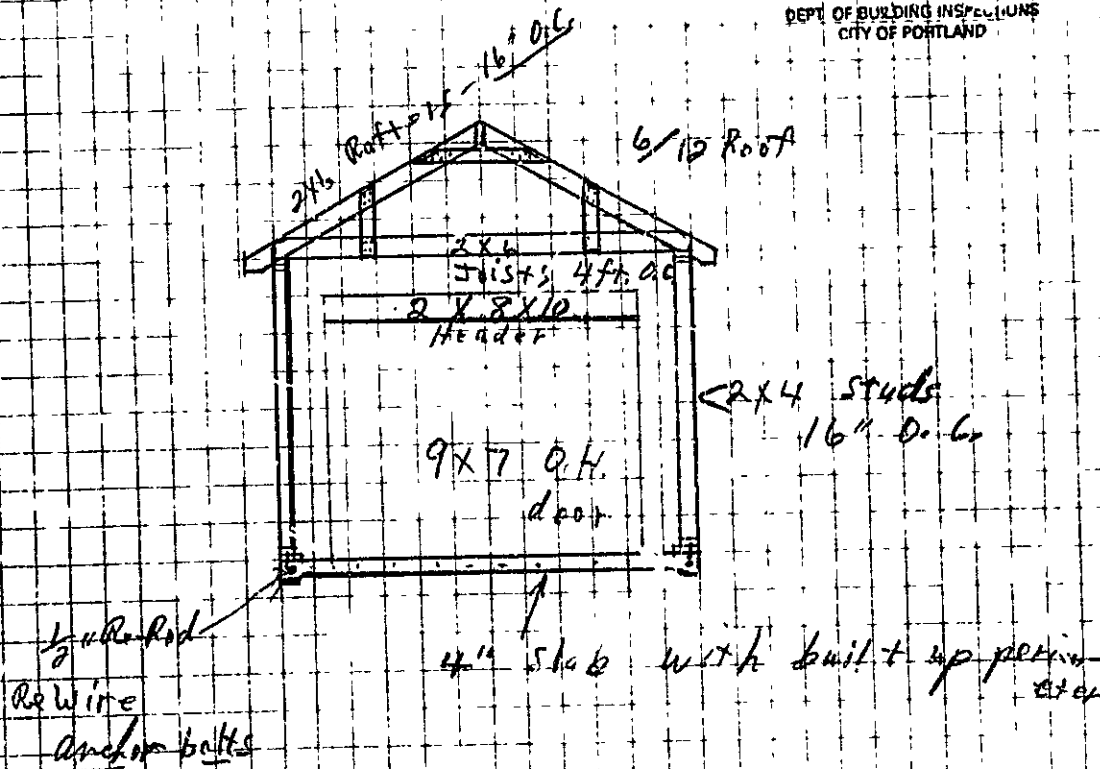 DEPT OF BUILDING INSPECTIONS
CITY OF PORTLAND
2x6 Rafters - 16" O.C.
6/12 Roof
2x6
Joists 4ft. O.C
2 X 8 X 10
Header
<2x4 studs
16" O.C.
9x7 O.H.
door
1/2" Re-Rod
4" Slab with built up perim-
eter
Re Wire
anchor bolts